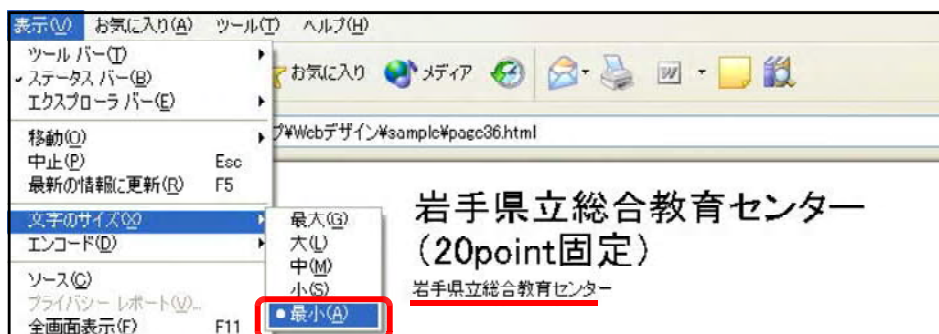 表示(V) お気に入り(A) ツール(T) ヘルプ(H)
ツール バー(T)
ステータス バー(B)
エクスプローラ バー(E)
お気に入り メディア
プ¥Webデザイン¥sample¥page36.html
移動(O)
中止(P) Esc
最新の情報に更新(R) F5
文字のサイズ(X)
エンコード(D)
ソース(C)
プライバシー レポート(V)...
全画面表示(F) F11
最大(G)
大(L)
中(M)
小(S)
最小(A)
岩手県立総合教育センター
(20point固定)
岩手県立総合教育センター